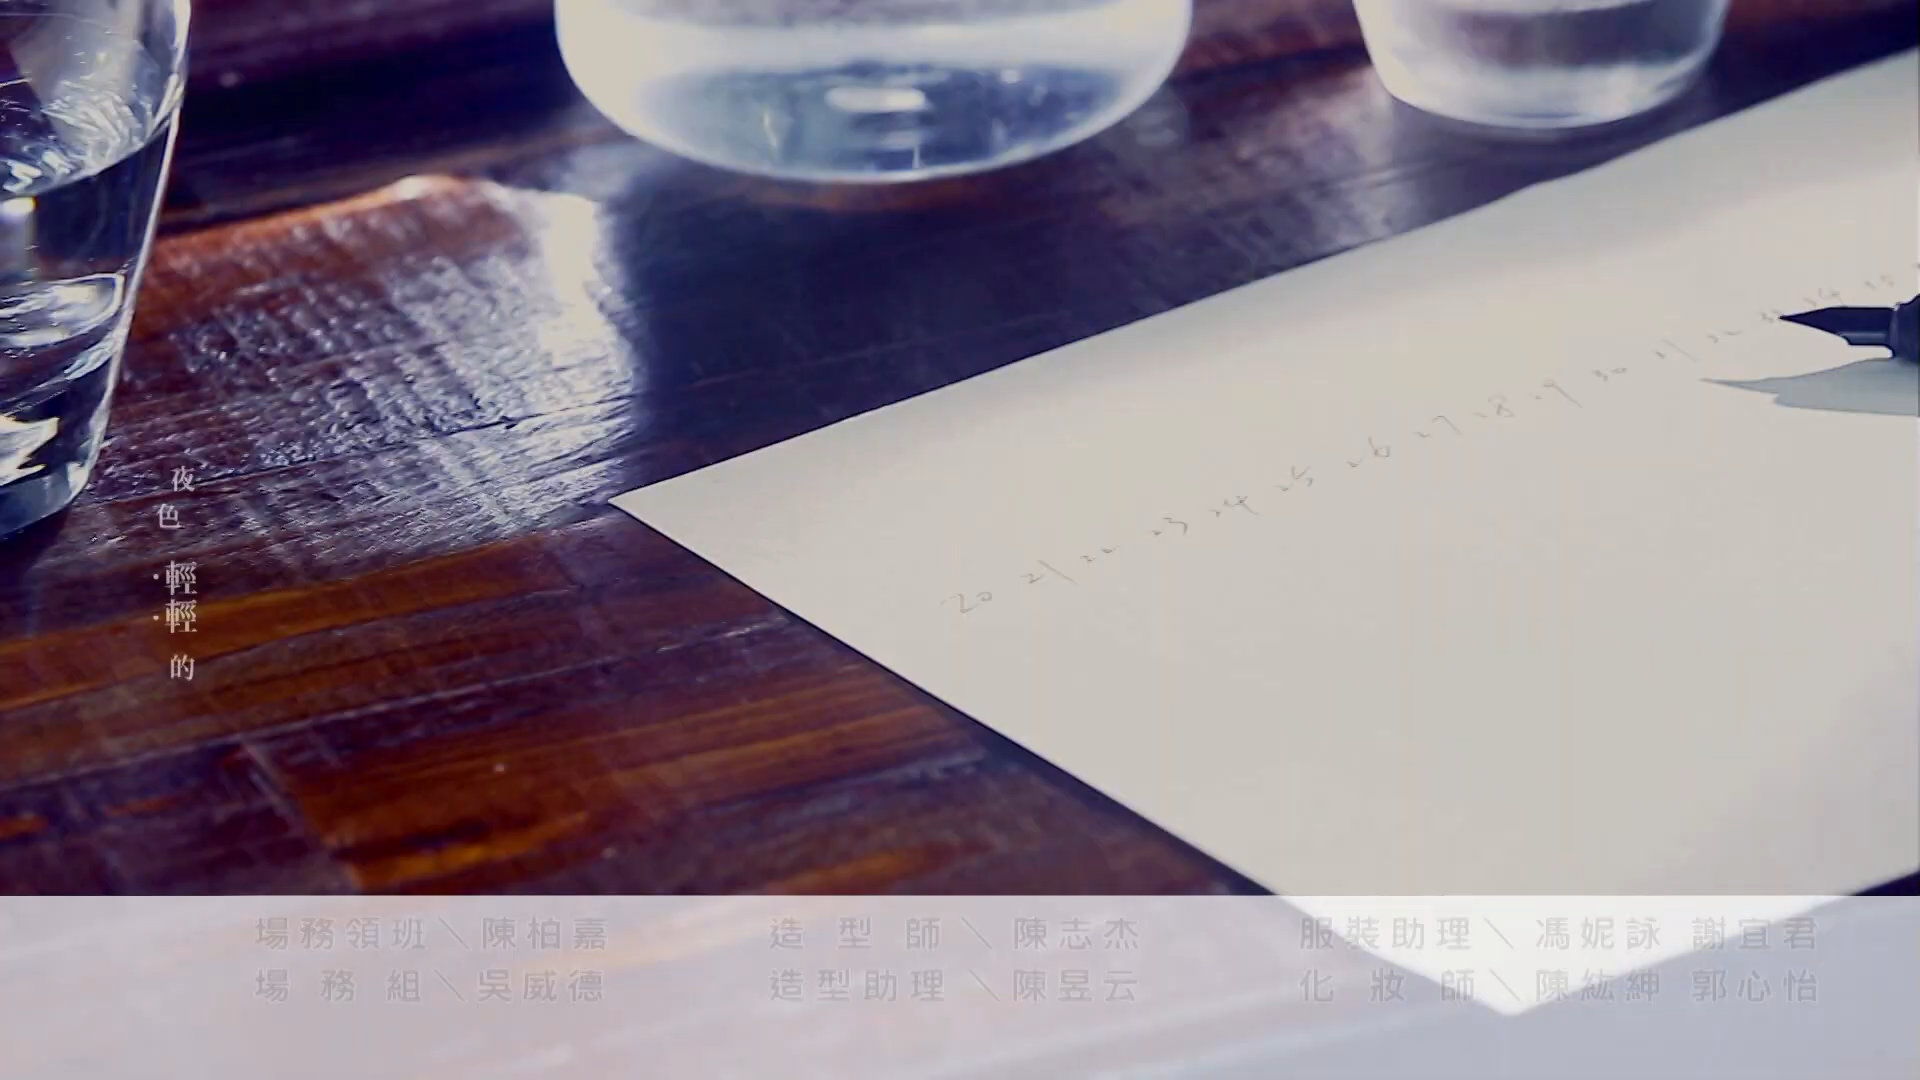 夜色 輕輕的
20 21 22 23 24 25 26 27 28 29 30 31 32
場務領班＼陳柏嘉 造型師＼陳志杰 服裝助理＼馮妮詠 謝宜君
場務組＼吳威德 造型助理＼陳昱云 化妝師＼陳紘紳 郭心怡